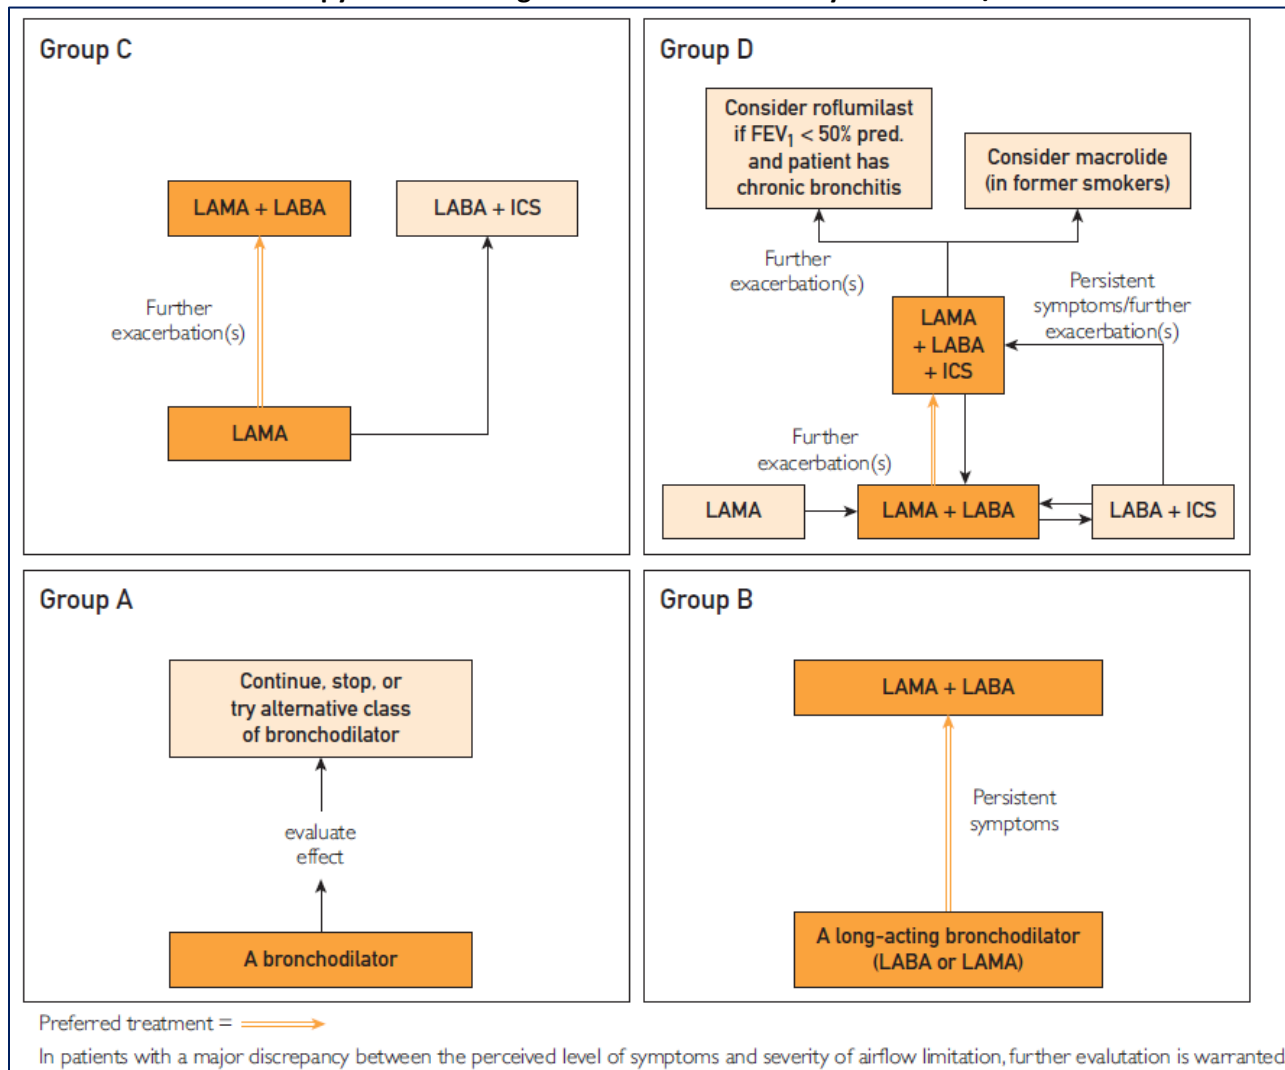 Group C
LAMA + LABA
LABA + ICS
Further
exacerbation(s)
LAMA
Group D
Consider roflumilast
if FEV1 < 50% pred.
and patient has
chronic bronchitis
Consider macrolide
(in former smokers)
Further
exacerbation(s)
Persistent
symptoms/further
exacerbation(s)
LAMA
+ LABA
+ ICS
Further
exacerbation(s)
LAMA
LAMA + LABA
LABA + ICS
Group A
Continue, stop, or
try alternative class
of bronchodilator
evaluate
effect
A bronchodilator
Group B
LAMA + LABA
Persistent
symptoms
A long-acting bronchodilator
(LABA or LAMA)
Preferred treatment =
In patients with a major discrepancy between the perceived level of symptoms and severity of airflow limitation, further evalutation is warranted